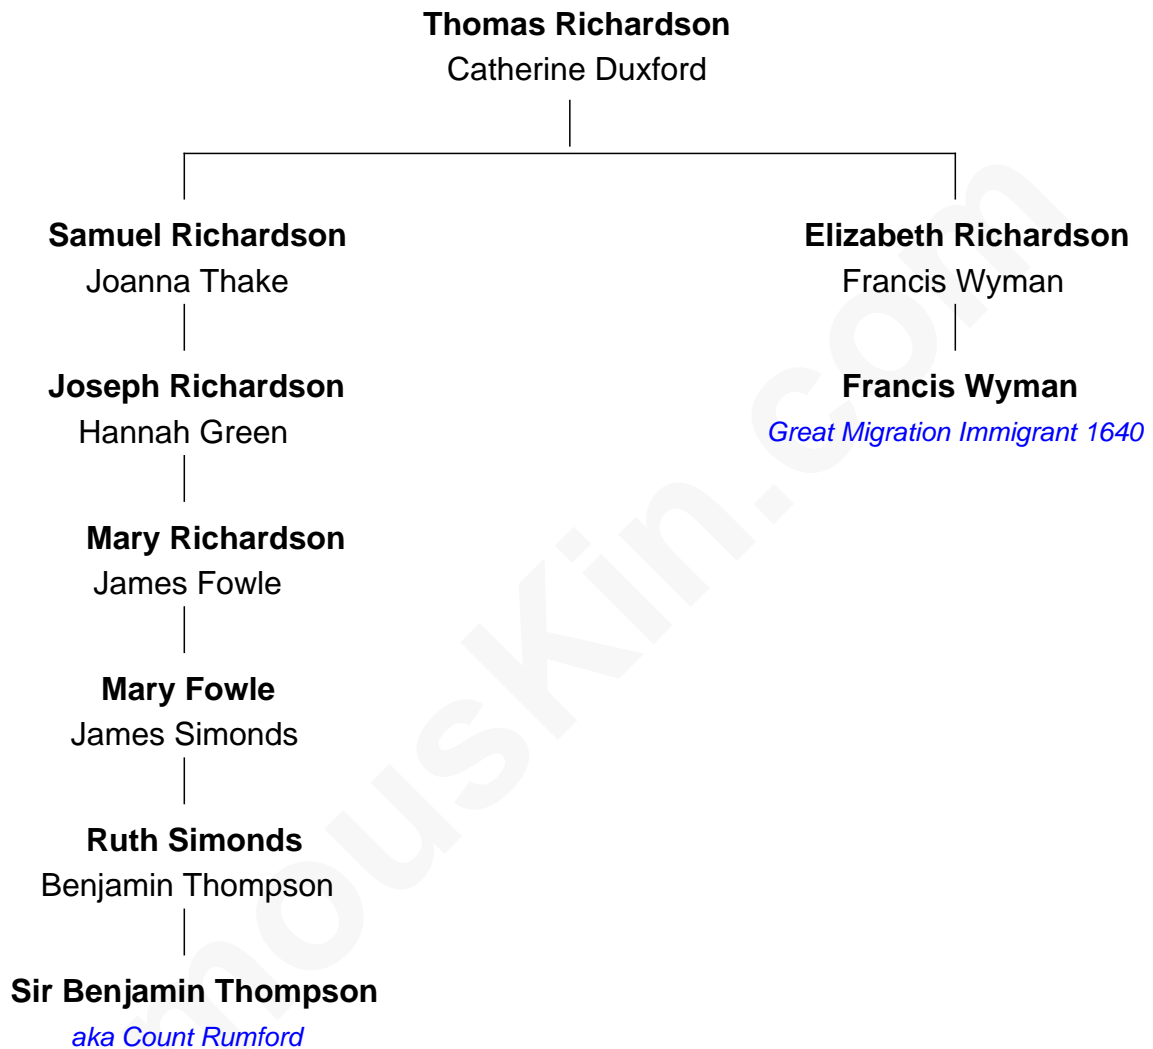 Thomas Richardson
Catherine Duxford
Samuel Richardson
Joanna Thake
Elizabeth Richardson
Francis Wyman
Joseph Richardson
Hannah Green
Francis Wyman
Great Migration Immigrant 1640
Mary Richardson
James Fowle
Mary Fowle
James Simonds
Ruth Simonds
Benjamin Thompson
Sir Benjamin Thompson
aka Count Rumford
mouskin.com